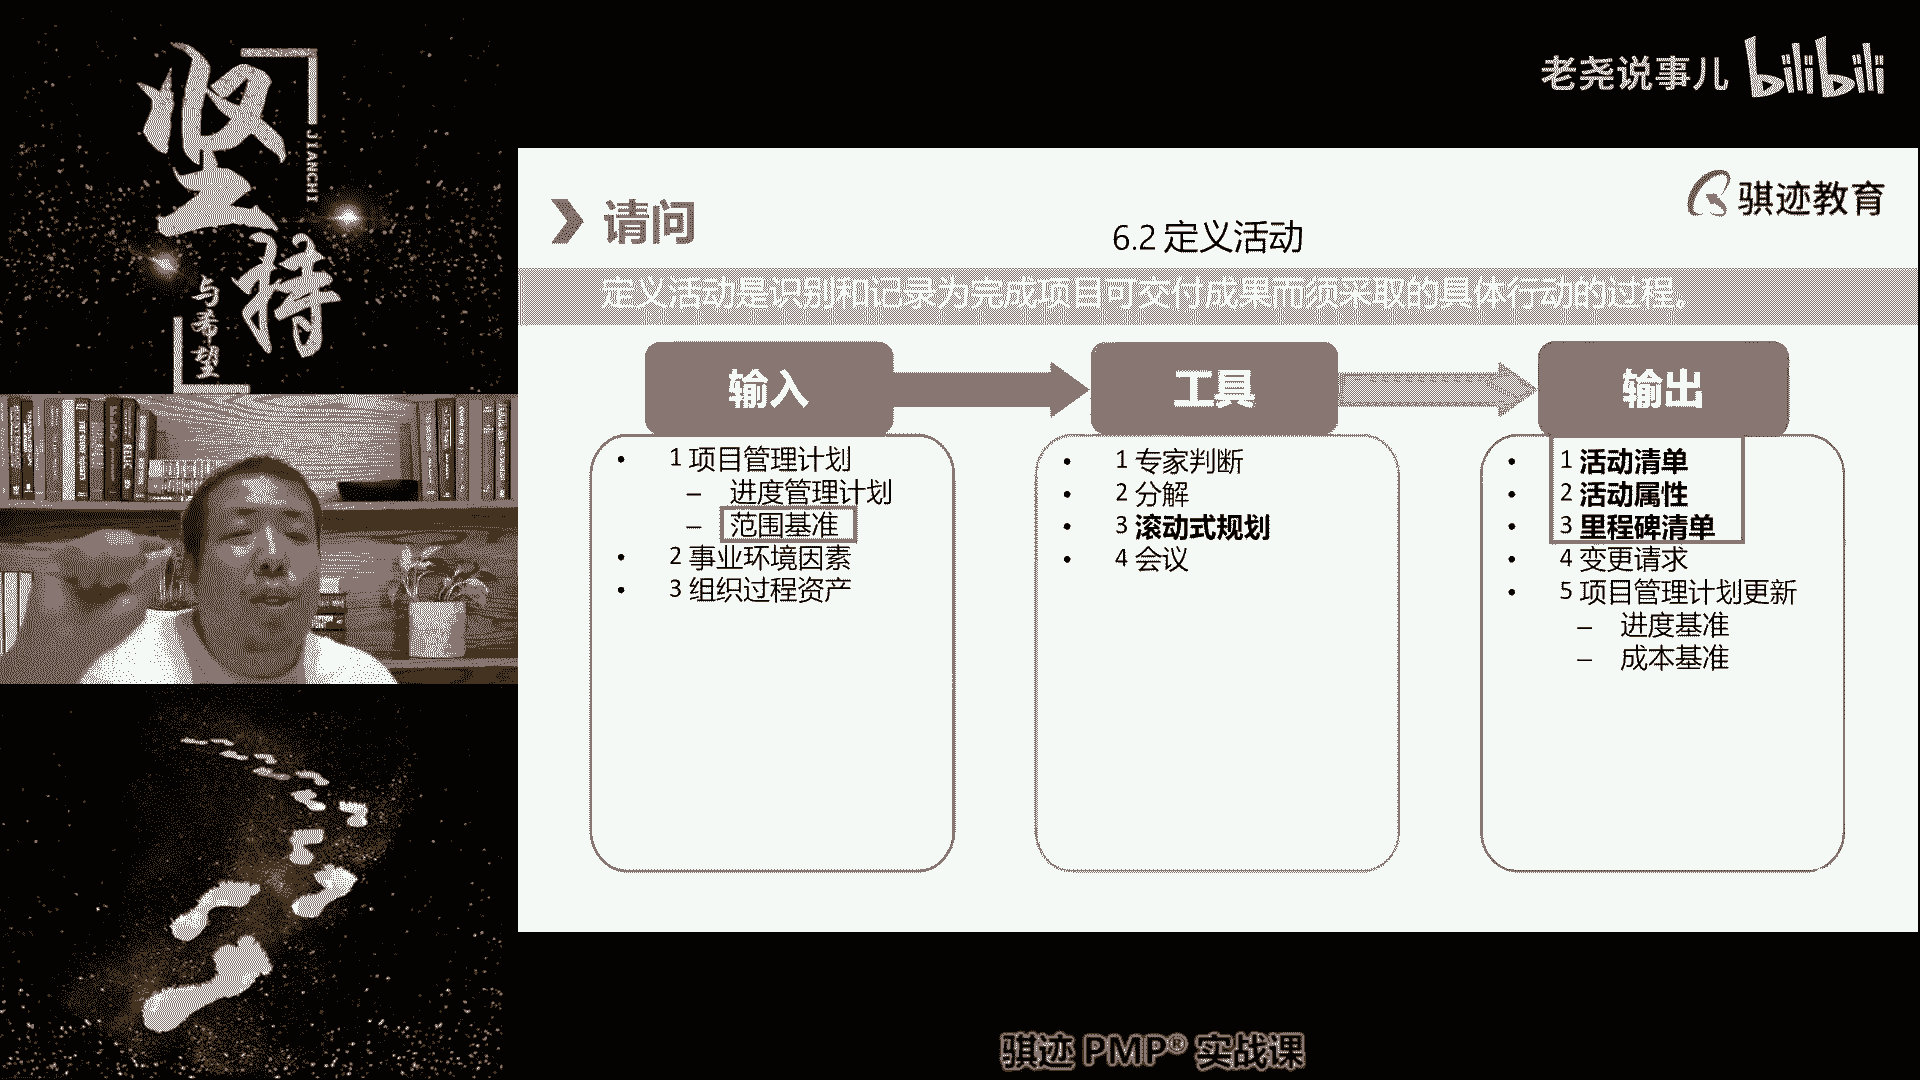 坚持
JIANCHI
与希望
老尧说事儿 bilibili
骐迹教育
请问
6.2 定义活动
定义活动是识别和记录为完成项目可交付成果而须采取的具体行动的过程。
输入
• 1 项目管理计划
– 进度管理计划
– 范围基准
• 2 事业环境因素
• 3 组织过程资产
工具
• 1 专家判断
• 2 分解
• 3 滚动式规划
• 4 会议
输出
• 1 活动清单
• 2 活动属性
• 3 里程碑清单
• 4 变更请求
• 5 项目管理计划更新
– 进度基准
– 成本基准
骐迹 PMP® 实战课